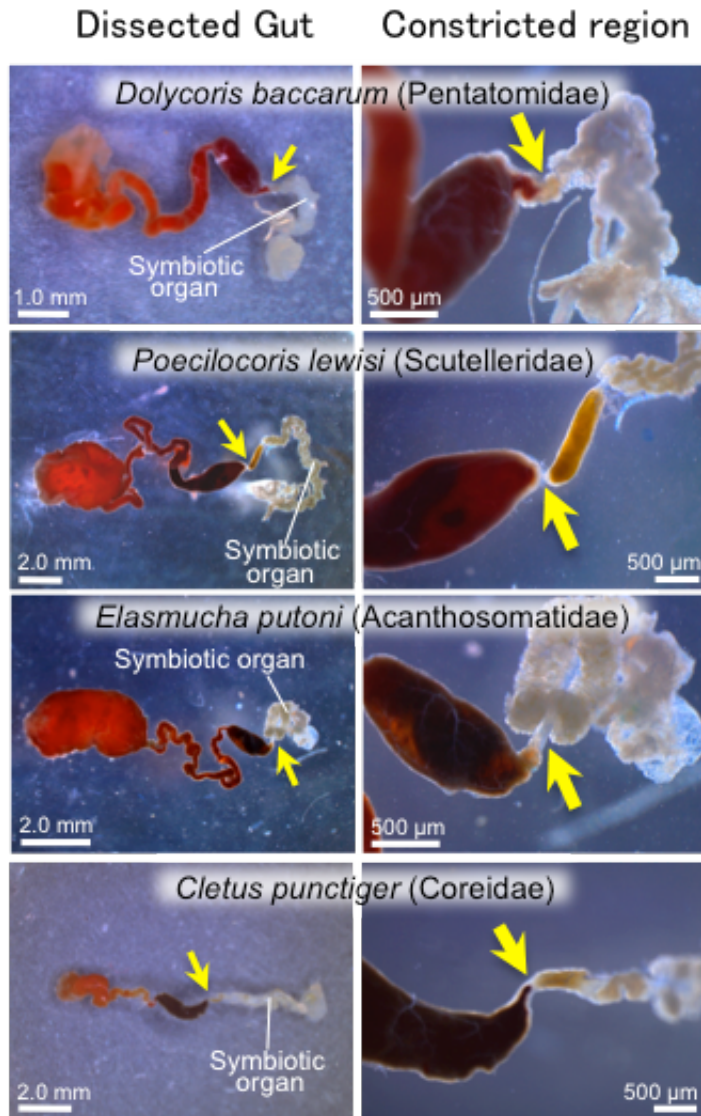 Dissected Gut
Constricted region
Dolycoris baccarum (Pentatomidae)
Symbiotic
organ
1.0 mm
500 µm
Poecilocoris lewisi (Scutelleridae)
Symbiotic
organ
2.0 mm
500 µm
Elasmucha putoni (Acanthosomatidae)
Symbiotic organ
2.0 mm
500 µm
Cletus punctiger (Coreidae)
Symbiotic
organ
2.0 mm
500 µm